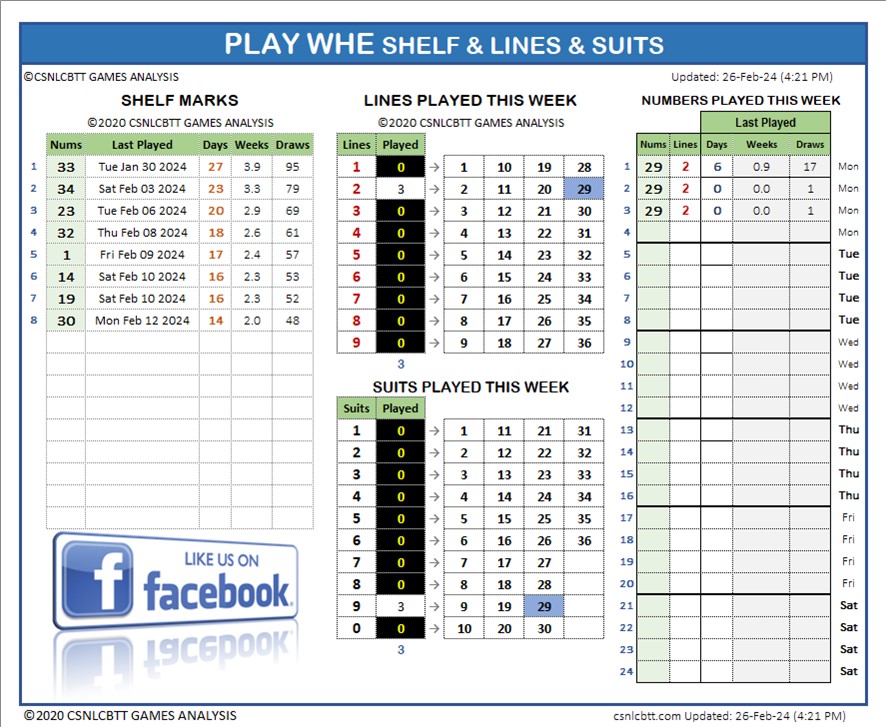 PLAY WHE SHELF & LINES & SUITS
©CSNLCBTT GAMES ANALYSIS
Updated: 26-Feb-24 (4:21 PM)
SHELF MARKS
©2020 CSNLCBTT GAMES ANALYSIS
Nums Last Played Days Weeks Draws
1 33 Tue Jan 30 2024 27 3.9 95
2 34 Sat Feb 03 2024 23 3.3 79
3 23 Tue Feb 06 2024 20 2.9 69
4 32 Thu Feb 08 2024 18 2.6 61
5 1 Fri Feb 09 2024 17 2.4 57
6 14 Sat Feb 10 2024 16 2.3 53
7 19 Sat Feb 10 2024 16 2.3 52
8 30 Mon Feb 12 2024 14 2.0 48
LIKE US ON
f facebook.
LINES PLAYED THIS WEEK
©2020 CSNLCBTT GAMES ANALYSIS
Lines Played
1 0 → 1 10 19 28
2 3 → 2 11 20 29
3 0 → 3 12 21 30
4 0 → 4 13 22 31
5 0 → 5 14 23 32
6 0 → 6 15 24 33
7 0 → 7 16 25 34
8 0 → 8 17 26 35
9 0 → 9 18 27 36
3
SUITS PLAYED THIS WEEK
Suits Played
1 0 → 1 11 21 31
2 0 → 2 12 22 32
3 0 → 3 13 23 33
4 0 → 4 14 24 34
5 0 → 5 15 25 35
6 0 → 6 16 26 36
7 0 → 7 17 27
8 0 → 8 18 28
9 3 → 9 19 29
0 0 → 10 20 30
3
NUMBERS PLAYED THIS WEEK
Last Played
Nums Lines Days Weeks Draws
1 29 2 6 0.9 17 Mon
2 29 2 0 0.0 1 Mon
3 29 2 0 0.0 1 Mon
4 Mon
5 Tue
6 Tue
7 Tue
8 Tue
9 Wed
10 Wed
11 Wed
12 Wed
13 Thu
14 Thu
15 Thu
16 Thu
17 Fri
18 Fri
19 Fri
20 Fri
21 Sat
22 Sat
23 Sat
24 Sat
©2020 CSNLCBTT GAMES ANALYSIS
csnlcbtt.com Updated: 26-Feb-24 (4:21 PM)